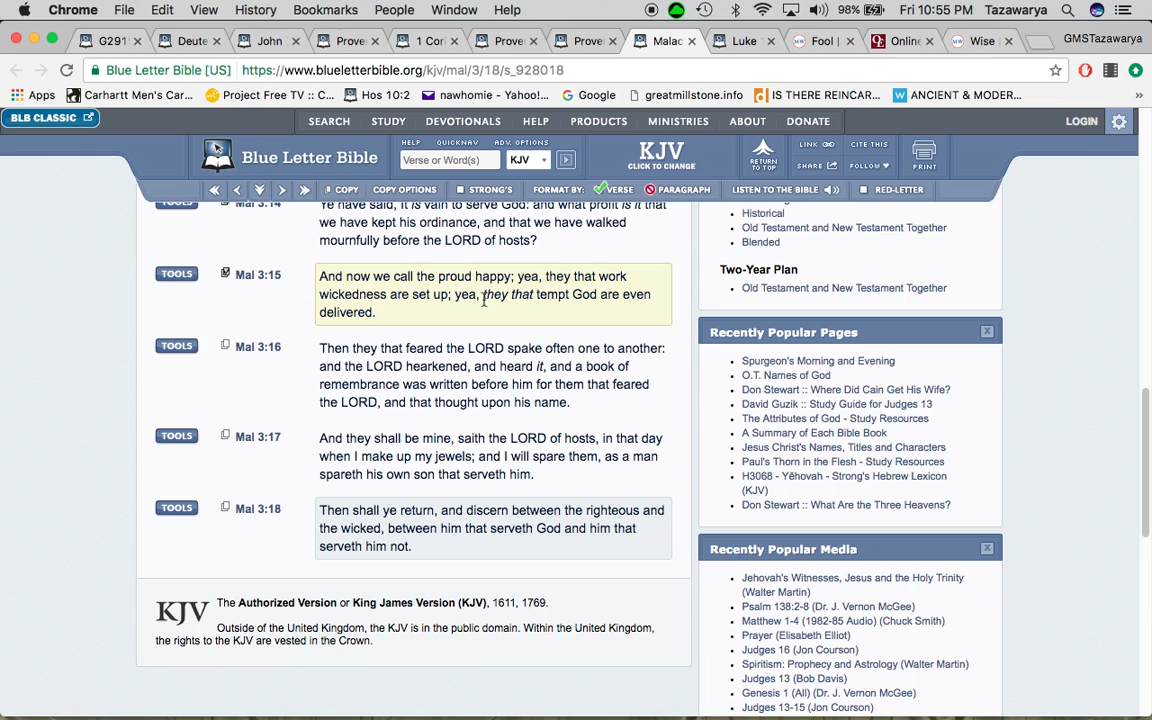 Chrome File Edit View History Bookmarks People Window Help 98% Fri 10:55 PM Tazawarya
G291 Deute John Prover 1 Cori Prove Prove Malac Luke Fool | Online Wise | GMSTazawarya
Blue Letter Bible [US] https://www.blueletterbible.org/kjv/mal/3/18/s_928018
Apps Carhartt Men's Car... Project Free TV :: C... Hos 10:2 nawhomie - Yahoo!... Google greatmillstone.info IS THERE REINCAR... ANCIENT & MODER... »
BLB CLASSIC SEARCH STUDY DEVOTIONALS HELP PRODUCTS MINISTRIES ABOUT DONATE LOGIN
Blue Letter Bible
HELP QUICKNAV ADV. OPTIONS
Verse or Word(s) KJV
KJV
CLICK TO CHANGE
RETURN
TO TOP
LINK CITE THIS
SHARE FOLLOW
PRINT
COPY COPY OPTIONS STRONG'S FORMAT BY: VERSE PARAGRAPH LISTEN TO THE BIBLE RED-LETTER
TOOLS Mal 3:14 Ye have said, It is vain to serve God: and what profit is it that
we have kept his ordinance, and that we have walked
mournfully before the LORD of hosts?
TOOLS Mal 3:15 And now we call the proud happy; yea, they that work
wickedness are set up; yea, they that tempt God are even
delivered.
TOOLS Mal 3:16 Then they that feared the LORD spake often one to another:
and the LORD hearkened, and heard it, and a book of
remembrance was written before him for them that feared
the LORD, and that thought upon his name.
TOOLS Mal 3:17 And they shall be mine, saith the LORD of hosts, in that day
when I make up my jewels; and I will spare them, as a man
spareth his own son that serveth him.
TOOLS Mal 3:18 Then shall ye return, and discern between the righteous and
the wicked, between him that serveth God and him that
serveth him not.
KJV The Authorized Version or King James Version (KJV), 1611, 1769.
Outside of the United Kingdom, the KJV is in the public domain. Within the United Kingdom,
the rights to the KJV are vested in the Crown.
Historical
Old Testament and New Testament Together
Blended
Two-Year Plan
Old Testament and New Testament Together
Recently Popular Pages
Spurgeon's Morning and Evening
O.T. Names of God
Don Stewart :: Where Did Cain Get His Wife?
David Guzik :: Study Guide for Judges 13
The Attributes of God - Study Resources
A Summary of Each Bible Book
Jesus Christ's Names, Titles and Characters
Paul's Thorn in the Flesh - Study Resources
H3068 - Yĕhovah - Strong's Hebrew Lexicon
(KJV)
Don Stewart :: What Are the Three Heavens?
Recently Popular Media
Jehovah's Witnesses, Jesus and the Holy Trinity
(Walter Martin)
Psalm 138:2-8 (Dr. J. Vernon McGee)
Matthew 1-4 (1982-85 Audio) (Chuck Smith)
Prayer (Elisabeth Elliot)
Judges 16 (Jon Courson)
Spiritism: Prophecy and Astrology (Walter Martin)
Judges 13 (Bob Davis)
Genesis 1 (All) (Dr. J. Vernon McGee)
Judges 13-15 (Jon Courson)